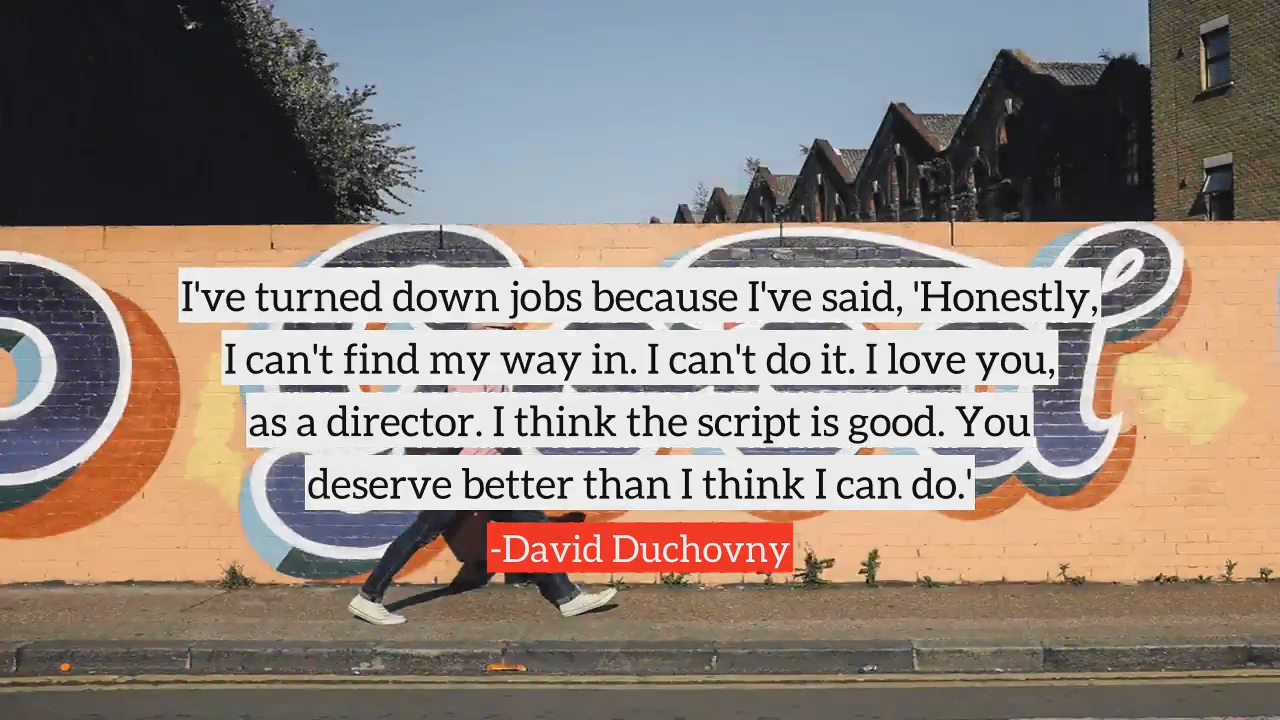 I've turned down jobs because I've said, 'Honestly,
I can't find my way in. I can't do it. I love you,
as a director. I think the script is good. You
deserve better than I think I can do.'
-David Duchovny